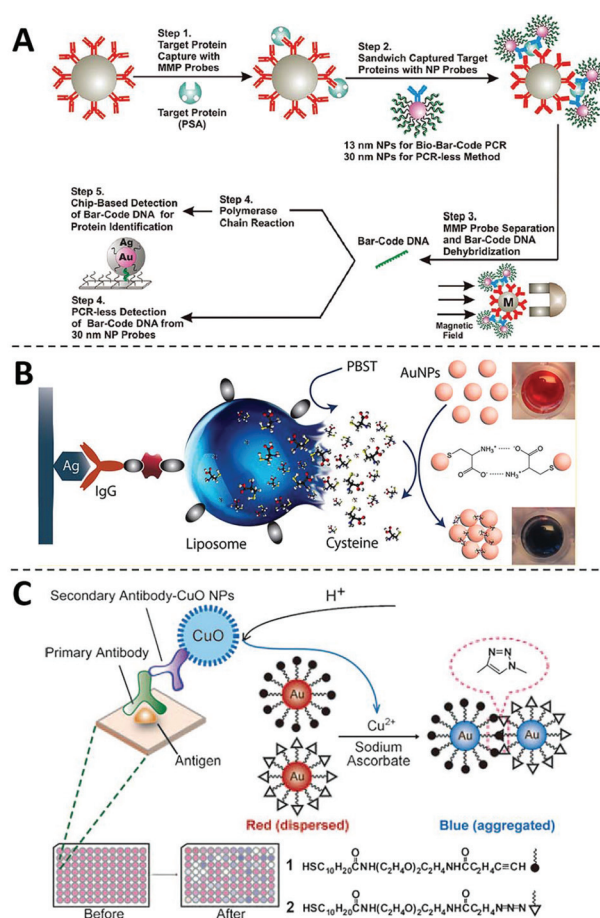 A
Step 1.
Target Protein
Capture with
MMP Probes
Target Protein
(PSA)
Step 2.
Sandwich Captured Target
Proteins with NP Probes
13 nm NPs for Bio-Bar-Code PCR
30 nm NPs for PCR-less Method
Step 3.
MMP Probe Separation
and Bar-Code DNA
Dehybridization
M
Magnetic
Field
Bar-Code DNA
Step 4.
Polymerase
Chain Reaction
Step 5.
Chip-Based Detection
of Bar-Code DNA for
Protein Identification
Ag
Au
Step 4.
PCR-less Detection
of Bar-Code DNA from
30 nm NP Probes
B
PBST
AuNPs
Ag
IgG
Liposome
Cysteine
S
NH₃⁺
⁻O
O
O
O⁻
NH₃⁺
S
C
Secondary Antibody-CuO NPs
H⁺
CuO
Primary Antibody
Antigen
Au
Au
Cu²⁺
Sodium
Ascorbate
N=N
N
Au
Au
Red (dispersed)
Blue (aggregated)
Before
After
1 HSC₁₀H₂₀CNH(C₂H₄O)₂C₂H₄NHCC₂H₄C≡CH
O
O
2 HSC₁₀H₂₀CNH(C₂H₄O)₂C₂H₄NHCC₂H₄N=N=N
O
O